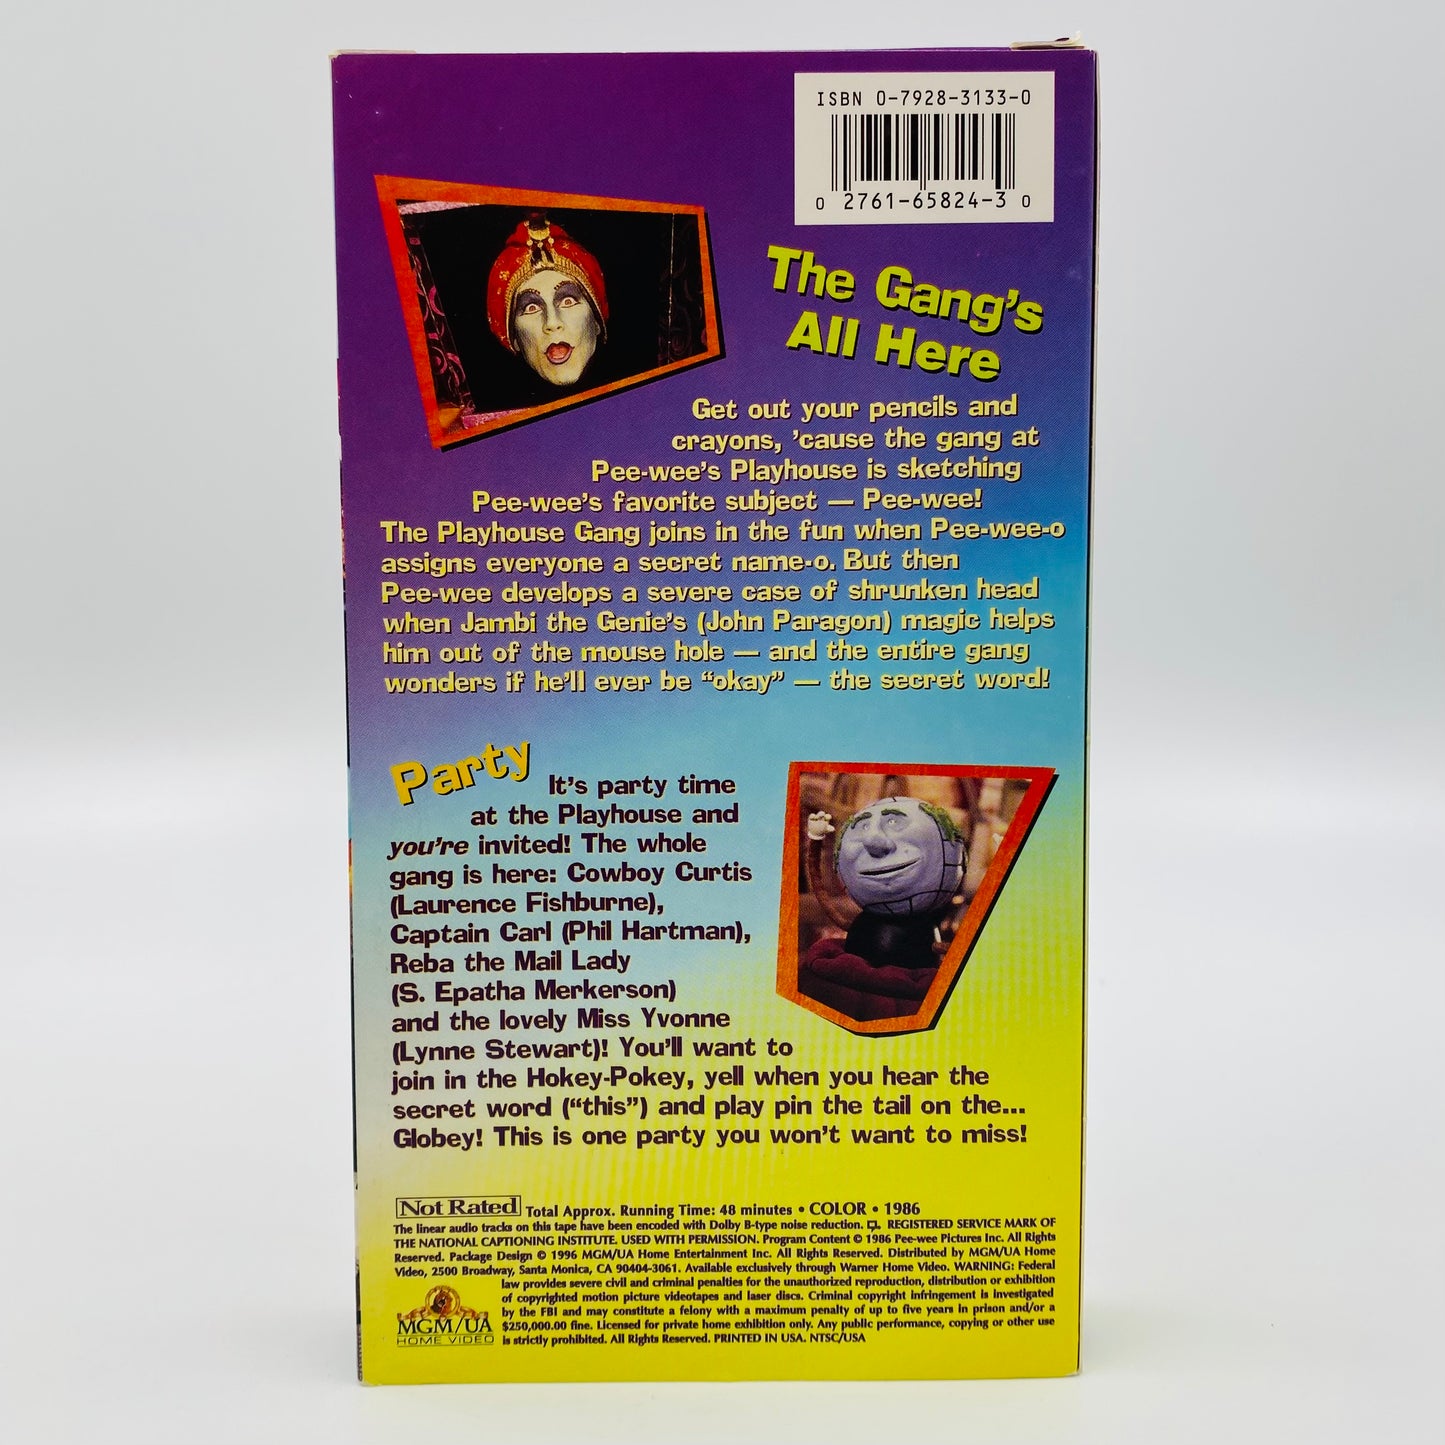 ISBN 0-7928-3133-0
0 2761-65824-3 0
The Gang's
All Here
Get out your pencils and
crayons, 'cause the gang at
Pee-wee's Playhouse is sketching
Pee-wee's favorite subject — Pee-wee!
The Playhouse Gang joins in the fun when Pee-wee-o
assigns everyone a secret name-o. But then
Pee-wee develops a severe case of shrunken head
when Jambi the Genie's (John Paragon) magic helps
him out of the mouse hole — and the entire gang
wonders if he'll ever be “okay” — the secret word!
Party
It's party time
at the Playhouse and
you're invited! The whole
gang is here: Cowboy Curtis
(Laurence Fishburne),
Captain Carl (Phil Hartman),
Reba the Mail Lady
(S. Epatha Merkerson)
and the lovely Miss Yvonne
(Lynne Stewart)! You'll want to
join in the Hokey-Pokey, yell when you hear the
secret word (“this”) and play pin the tail on the...
Globey! This is one party you won't want to miss!
Not Rated Total Approx. Running Time: 48 minutes • COLOR • 1986
The linear audio tracks on this tape have been encoded with Dolby B-type noise reduction. REGISTERED SERVICE MARK OF
THE NATIONAL CAPTIONING INSTITUTE. USED WITH PERMISSION. Program Content © 1986 Pee-wee Pictures Inc. All Rights
Reserved. Package Design © 1996 MGM/UA Home Entertainment Inc. All Rights Reserved. Distributed by MGM/UA Home
Video, 2500 Broadway, Santa Monica, CA 90404-3061. Available exclusively through Warner Home Video. WARNING: Federal
law provides severe civil and criminal penalties for the unauthorized reproduction, distribution or exhibition
of copyrighted motion picture videotapes and laser discs. Criminal copyright infringement is investigated
by the FBI and may constitute a felony with a maximum penalty of up to five years in prison and/or a
$250,000.00 fine. Licensed for private home exhibition only. Any public performance, copying or other use
is strictly prohibited. All Rights Reserved. PRINTED IN USA. NTSC/USA
MGM/UA
HOME VIDEO